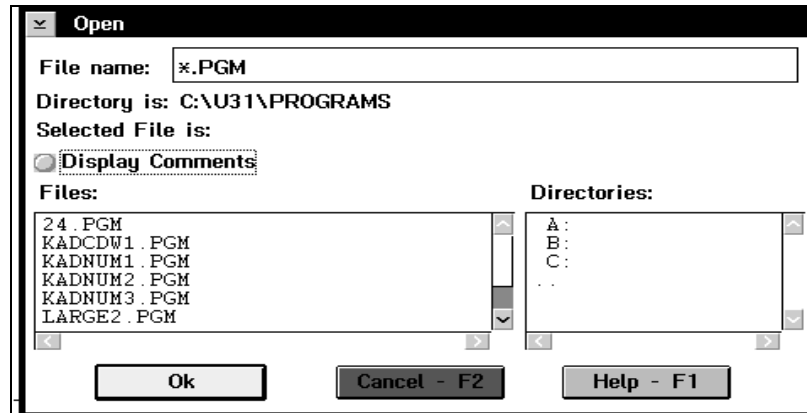 Open
File name: *.PGM
Directory is: C:\U31\PROGRAMS
Selected File is:
Display Comments
Files:
Directories:
24.PGM
KADCDW1.PGM
KADNUM1.PGM
KADNUM2.PGM
KADNUM3.PGM
LARGE2.PGM
A:
B:
C:
..
Ok
Cancel - F2
Help - F1